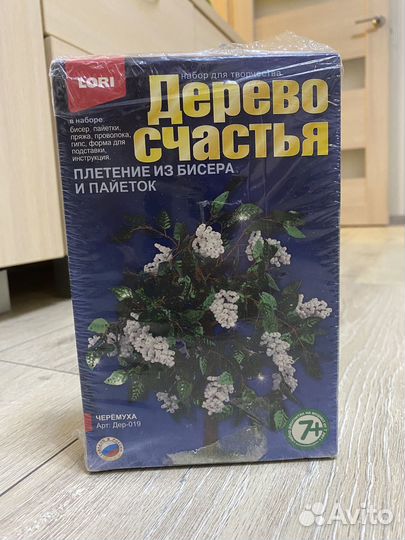 LORI
набор для творчества
Дерево
счастья
в наборе:
бисер, пайетки,
пряжа, проволока,
гипс, форма для
подставки,
инструкция.
ПЛЕТЕНИЕ ИЗ БИСЕРА
И ПАЙЕТОК
ЧЕРЁМУХА
Арт: Дер-019
7+
Avito